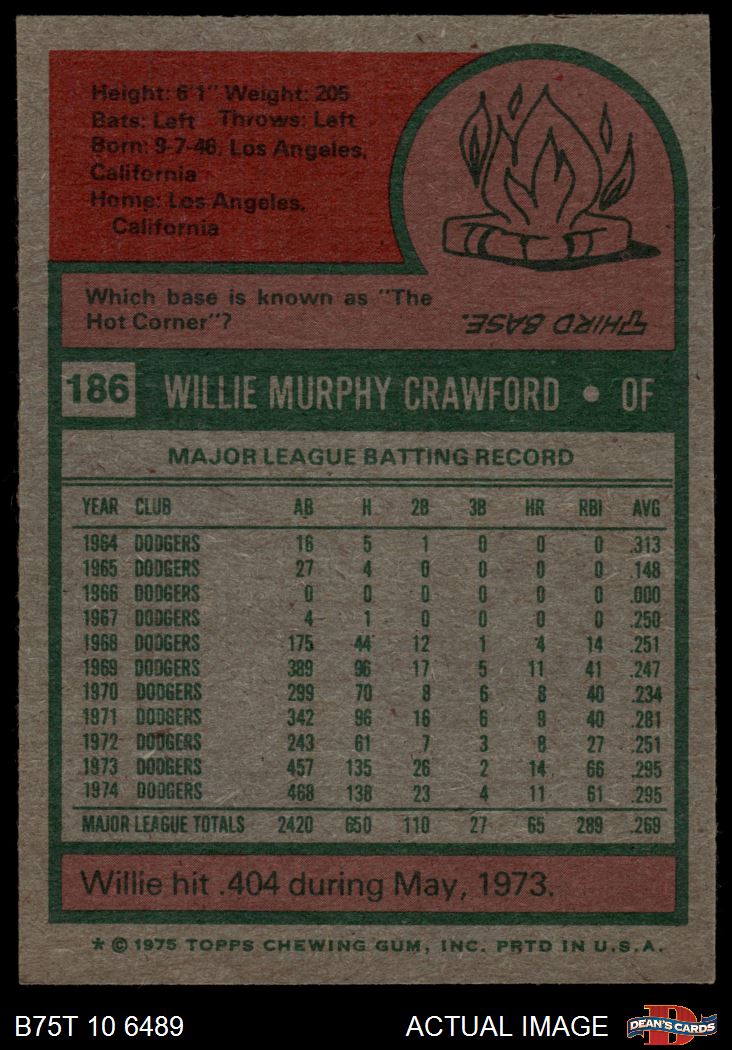 Height: 6'1" Weight: 205
Bats: Left Throws: Left
Born: 9-7-46, Los Angeles,
California
Home: Los Angeles,
California
Which base is known as "The
Hot Corner"?
THIRD BASE.
186 WILLIE MURPHY CRAWFORD • OF
MAJOR LEAGUE BATTING RECORD
YEAR CLUB AB H 2B 3B HR RBI AVG
1964 DODGERS 16 5 1 0 0 0 .313
1965 DODGERS 27 4 0 0 0 0 .148
1966 DODGERS 0 0 0 0 0 0 .000
1967 DODGERS 4 1 0 0 0 0 .250
1968 DODGERS 175 44 12 1 4 14 .251
1969 DODGERS 389 96 17 5 11 41 .247
1970 DODGERS 299 70 8 6 8 40 .234
1971 DODGERS 342 96 16 6 9 40 .281
1972 DODGERS 243 61 7 3 8 27 .251
1973 DODGERS 457 135 26 2 14 66 .295
1974 DODGERS 468 138 23 4 11 61 .295
MAJOR LEAGUE TOTALS 2420 650 110 27 65 289 .269
Willie hit .404 during May, 1973.
* © 1975 TOPPS CHEWING GUM, INC. PRTD IN U.S.A.
B75T 10 6489 ACTUAL IMAGE D DEAN'S CARDS